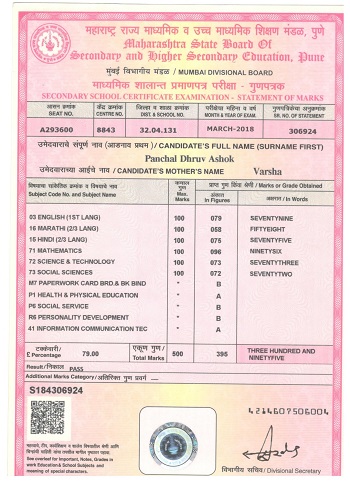 महाराष्ट्र राज्य माध्यमिक व उच्च माध्यमिक शिक्षण मंडळ, पुणे
Maharashtra State Board Of
Secondary and Higher Secondary Education, Pune
मुंबई विभागीय मंडळ / MUMBAI DIVISIONAL BOARD
माध्यमिक शालान्त प्रमाणपत्र परीक्षा - गुणपत्रक
SECONDARY SCHOOL CERTIFICATE EXAMINATION - STATEMENT OF MARKS
आसन क्रमांक केंद्र क्रमांक जिल्हा व शाळा क्रमांक परीक्षेचा महिना व वर्ष गुणपत्रिकेचा अनुक्रमांक
SEAT NO. CENTRE NO. DIST. & SCHOOL NO. MONTH & YEAR OF EXAM. SR. NO. OF STATEMENT
A293600 8843 32.04.131 MARCH-2018 306924
उमेदवाराचे संपूर्ण नाव (आडनाव प्रथम) / CANDIDATE'S FULL NAME (SURNAME FIRST)
Panchal Dhruv Ashok
उमेदवाराच्या आईचे नाव / CANDIDATE'S MOTHER'S NAME Varsha
विषयाचा सांकेतिक क्रमांक व विषयाचे नाव
Subject Code No. and Subject Name
कमाल गुण
Max. Marks
प्राप्त गुण किंवा श्रेणी / Marks or Grade Obtained
अंकात
In Figures
अक्षरात / In Words
03 ENGLISH (1ST LANG) 100 079 SEVENTYNINE
16 MARATHI (2/3 LANG) 100 058 FIFTYEIGHT
15 HINDI (2/3 LANG) 100 075 SEVENTYFIVE
71 MATHEMATICS 100 096 NINETYSIX
72 SCIENCE & TECHNOLOGY 100 073 SEVENTYTHREE
73 SOCIAL SCIENCES 100 072 SEVENTYTWO
M7 PAPERWORK CARD BRD.& BK BIND * B
P1 HEALTH & PHYSICAL EDUCATION * A
P6 SOCIAL SERVICE * B
R6 PERSONALITY DEVELOPMENT * B
41 INFORMATION COMMUNICATION TEC * A
टक्केवारी/
£ Percentage 79.00 एकूण गुण /
Total Marks 500 395 THREE HUNDRED AND
NINETYFIVE
Result/निकाल PASS
Additional Marks Category/अतिरिक्त गुण प्रवर्ग -----
S184306924
4214607506004
See overleaf for Important, Notes, Grades in
work Education & School Subjects and
meaning of special characters.
विभागीय सचिव / Divisional Secretary